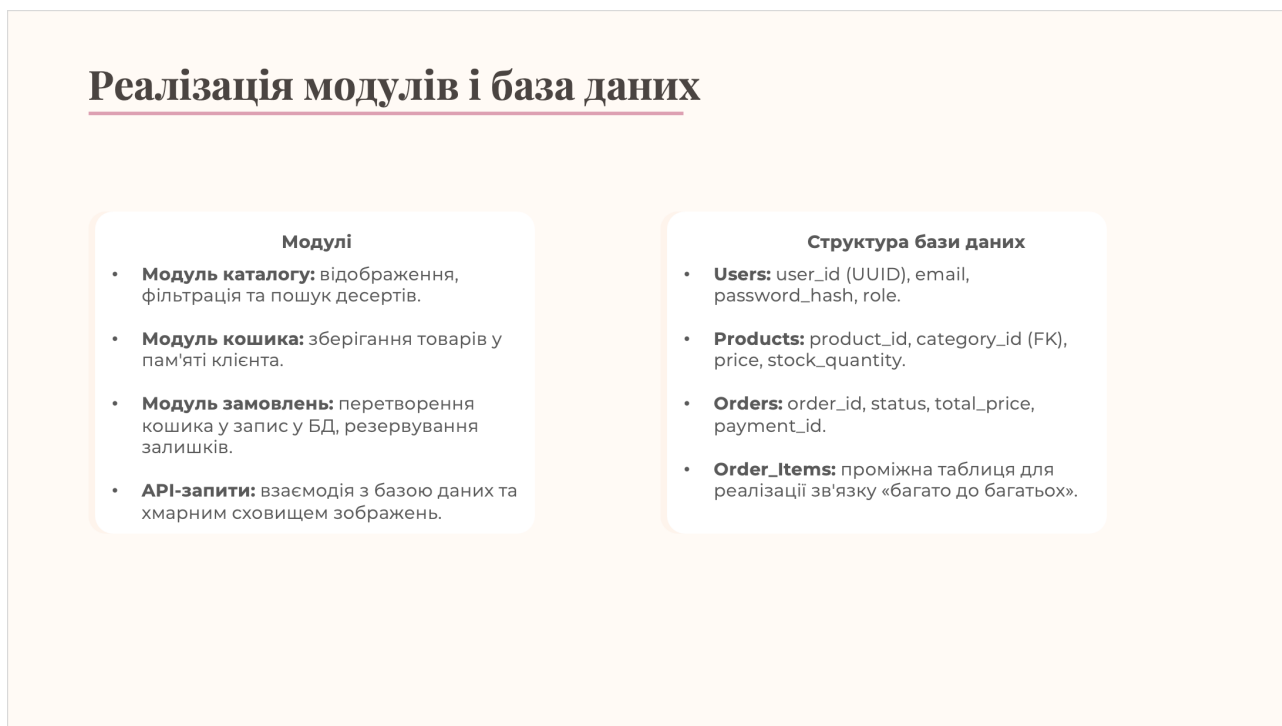 Реалізація модулів і база даних
Модулі
• Модуль каталогу: відображення,
фільтрація та пошук десертів.
• Модуль кошика: зберігання товарів у
пам'яті клієнта.
• Модуль замовлень: перетворення
кошика у запис у БД, резервування
залишків.
• API-запити: взаємодія з базою даних та
хмарним сховищем зображень.
Структура бази даних
• Users: user_id (UUID), email,
password_hash, role.
• Products: product_id, category_id (FK),
price, stock_quantity.
• Orders: order_id, status, total_price,
payment_id.
• Order_Items: проміжна таблиця для
реалізації зв'язку «багато до багатьох».